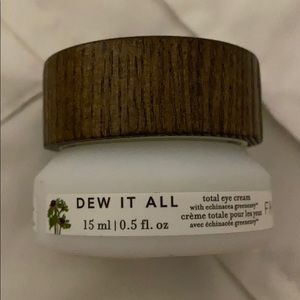 DEW IT ALL
15 ml | 0.5 fl. oz
total eye cream
with echinacea greenenvy™
crème totale pour les yeux
avec échinacée greenenvy™